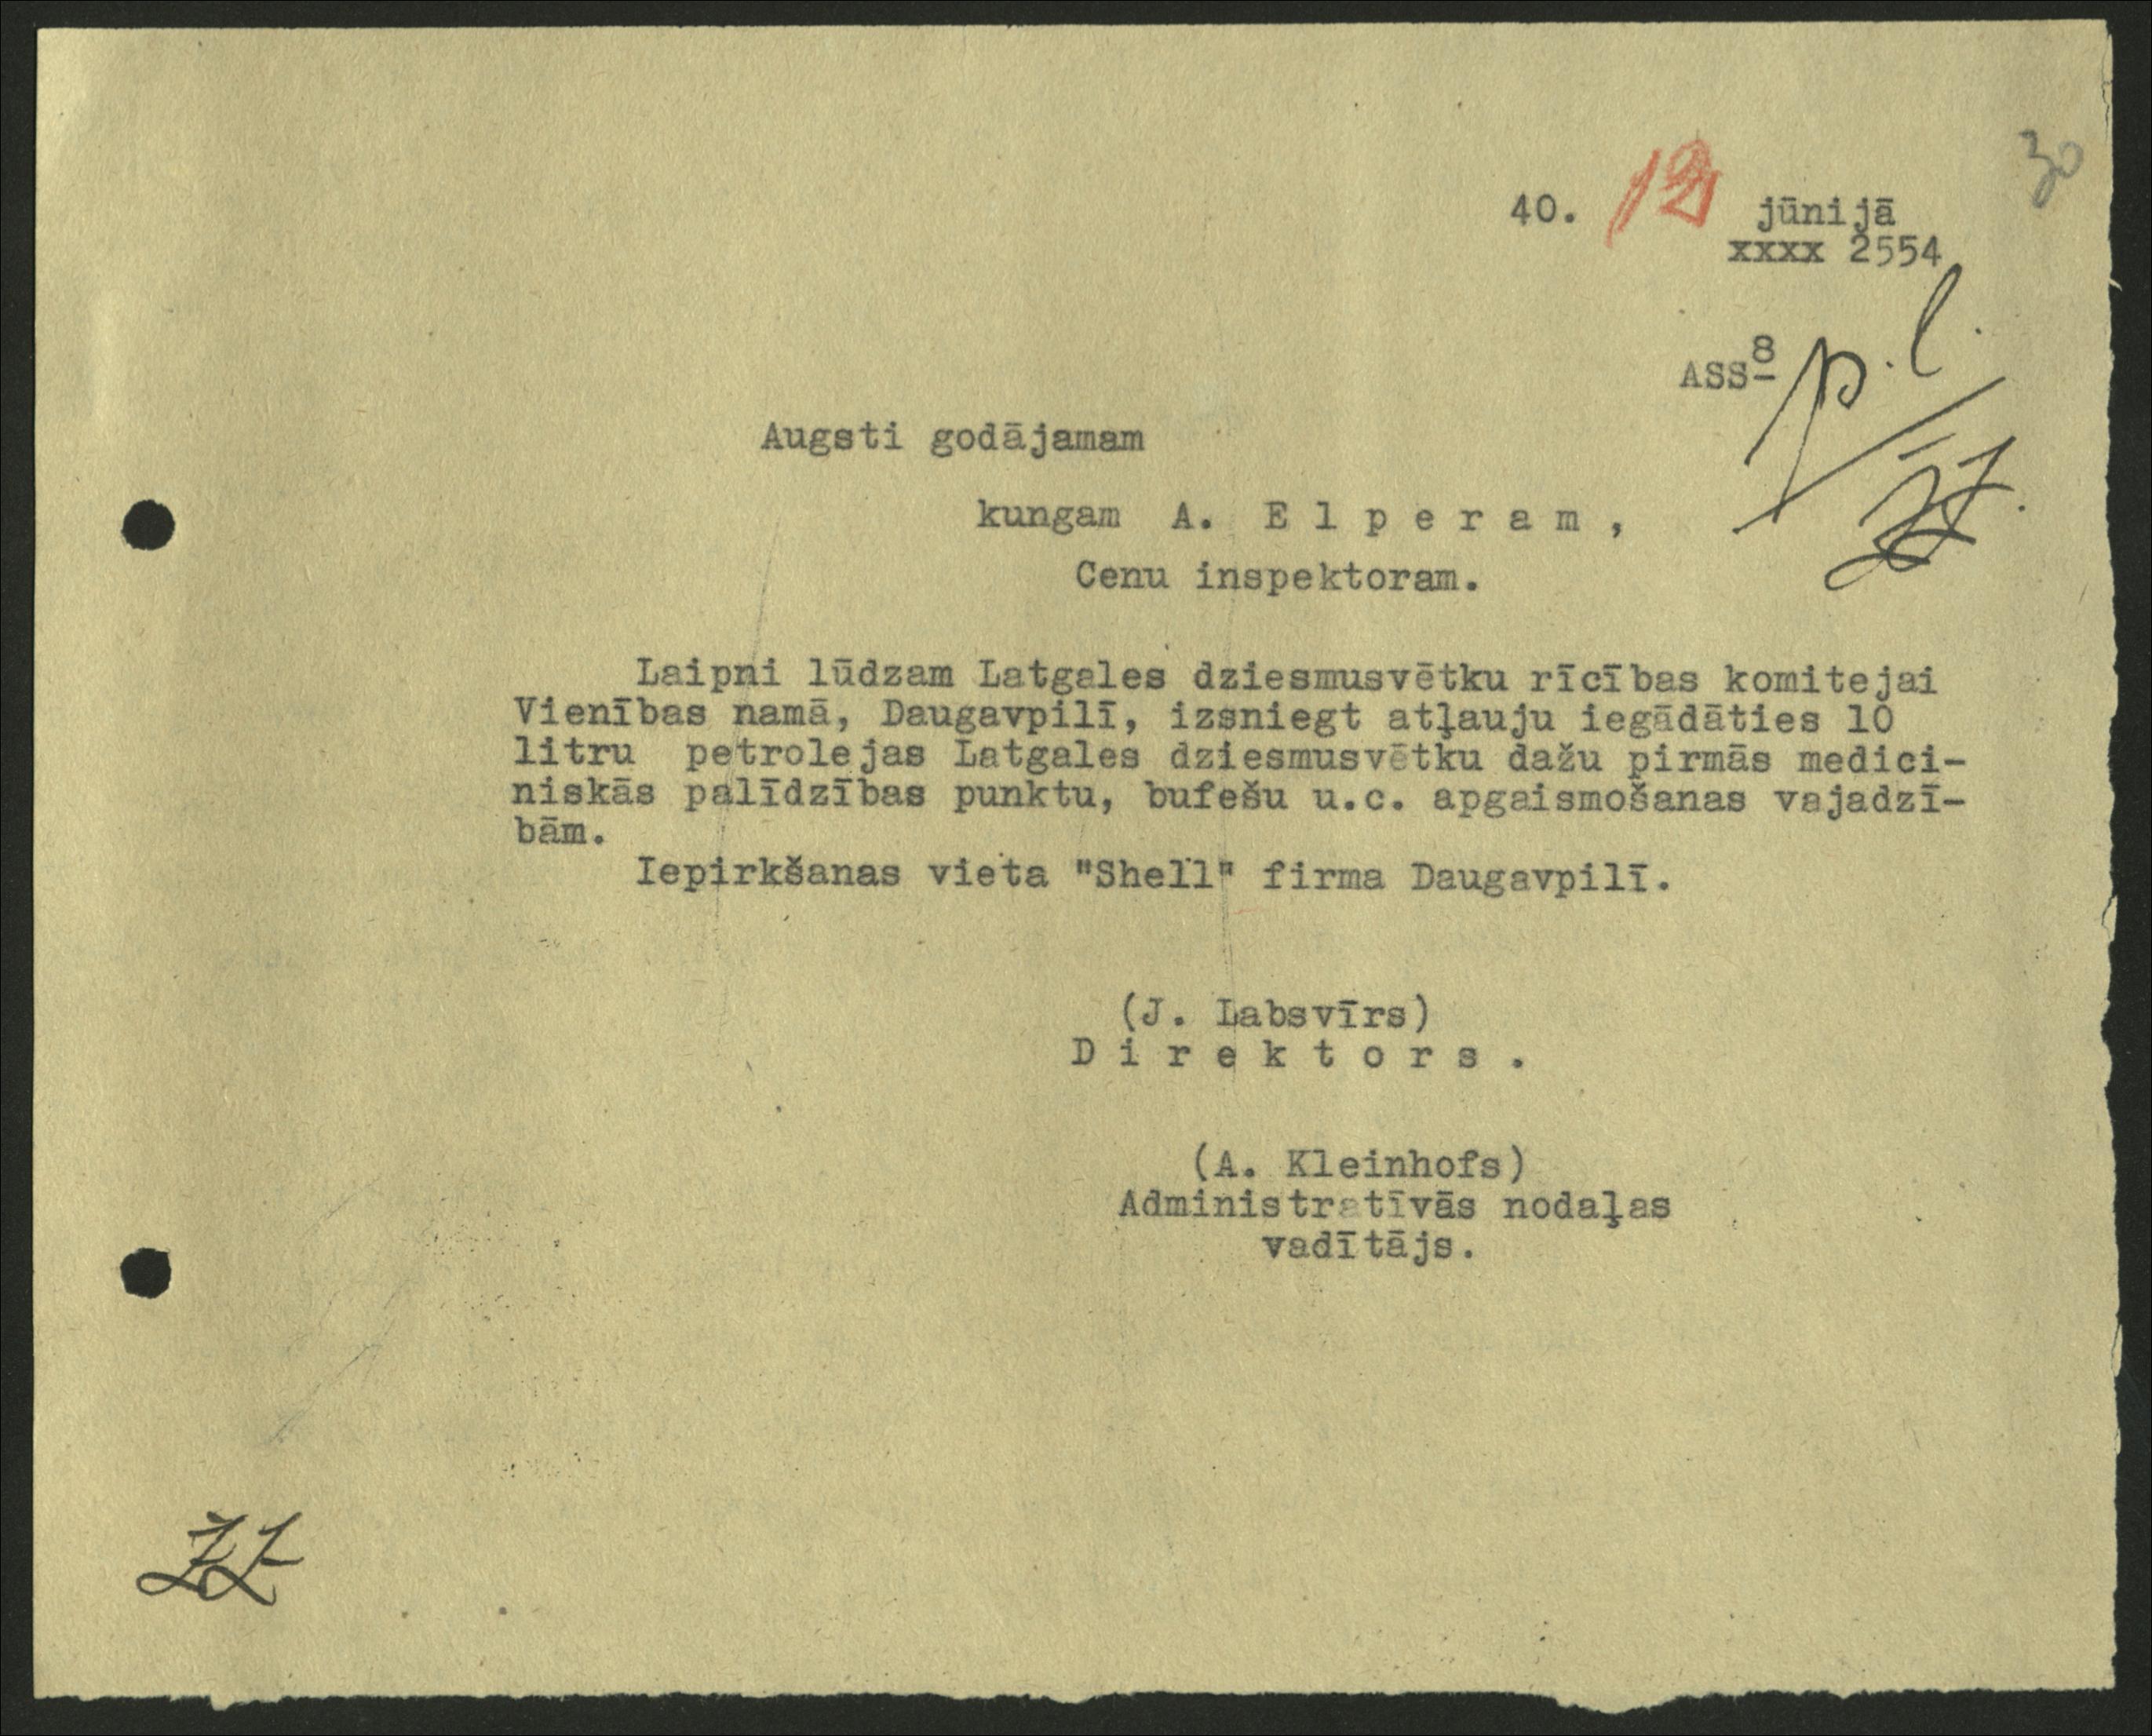 30
40. 12 jūnijā
xxxx 2554
ASS 8
p.l.
Augsti godājamam
kungam A. Elperam,
Cenu inspektoram.
Laipni lūdzam Latgales dziesmusvētku rīcības komitejai
Vienības namā, Daugavpilī, izsniegt atļauju iegādāties 10
litru petrolejas Latgales dziesmusvētku dažu pirmās medici-
niskās palīdzības punktu, bufešu u.c. apgaismošanas vajadzī-
bām.
Iepirkšanas vieta "Shell" firma Daugavpilī.
(J. Labsvīrs)
Direktors.
(A. Kleinhofs)
Administratīvās nodaļas
vadītājs.